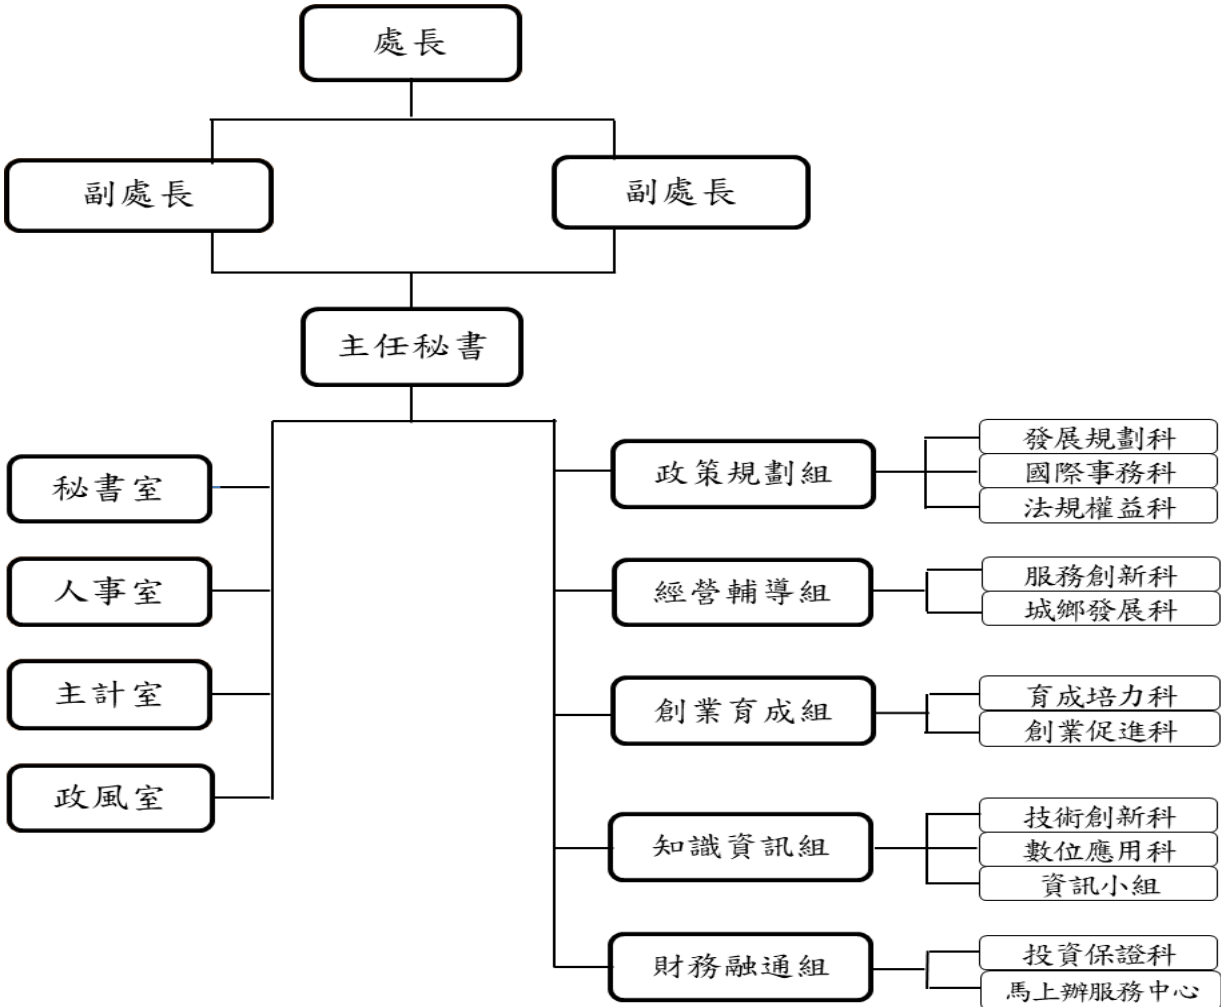 處長
副處長
副處長
主任秘書
秘書室
人事室
主計室
政風室
政策規劃組
發展規劃科
國際事務科
法規權益科
經營輔導組
服務創新科
城鄉發展科
創業育成組
育成培力科
創業促進科
知識資訊組
技術創新科
數位應用科
資訊小組
財務融通組
投資保證科
馬上辦服務中心